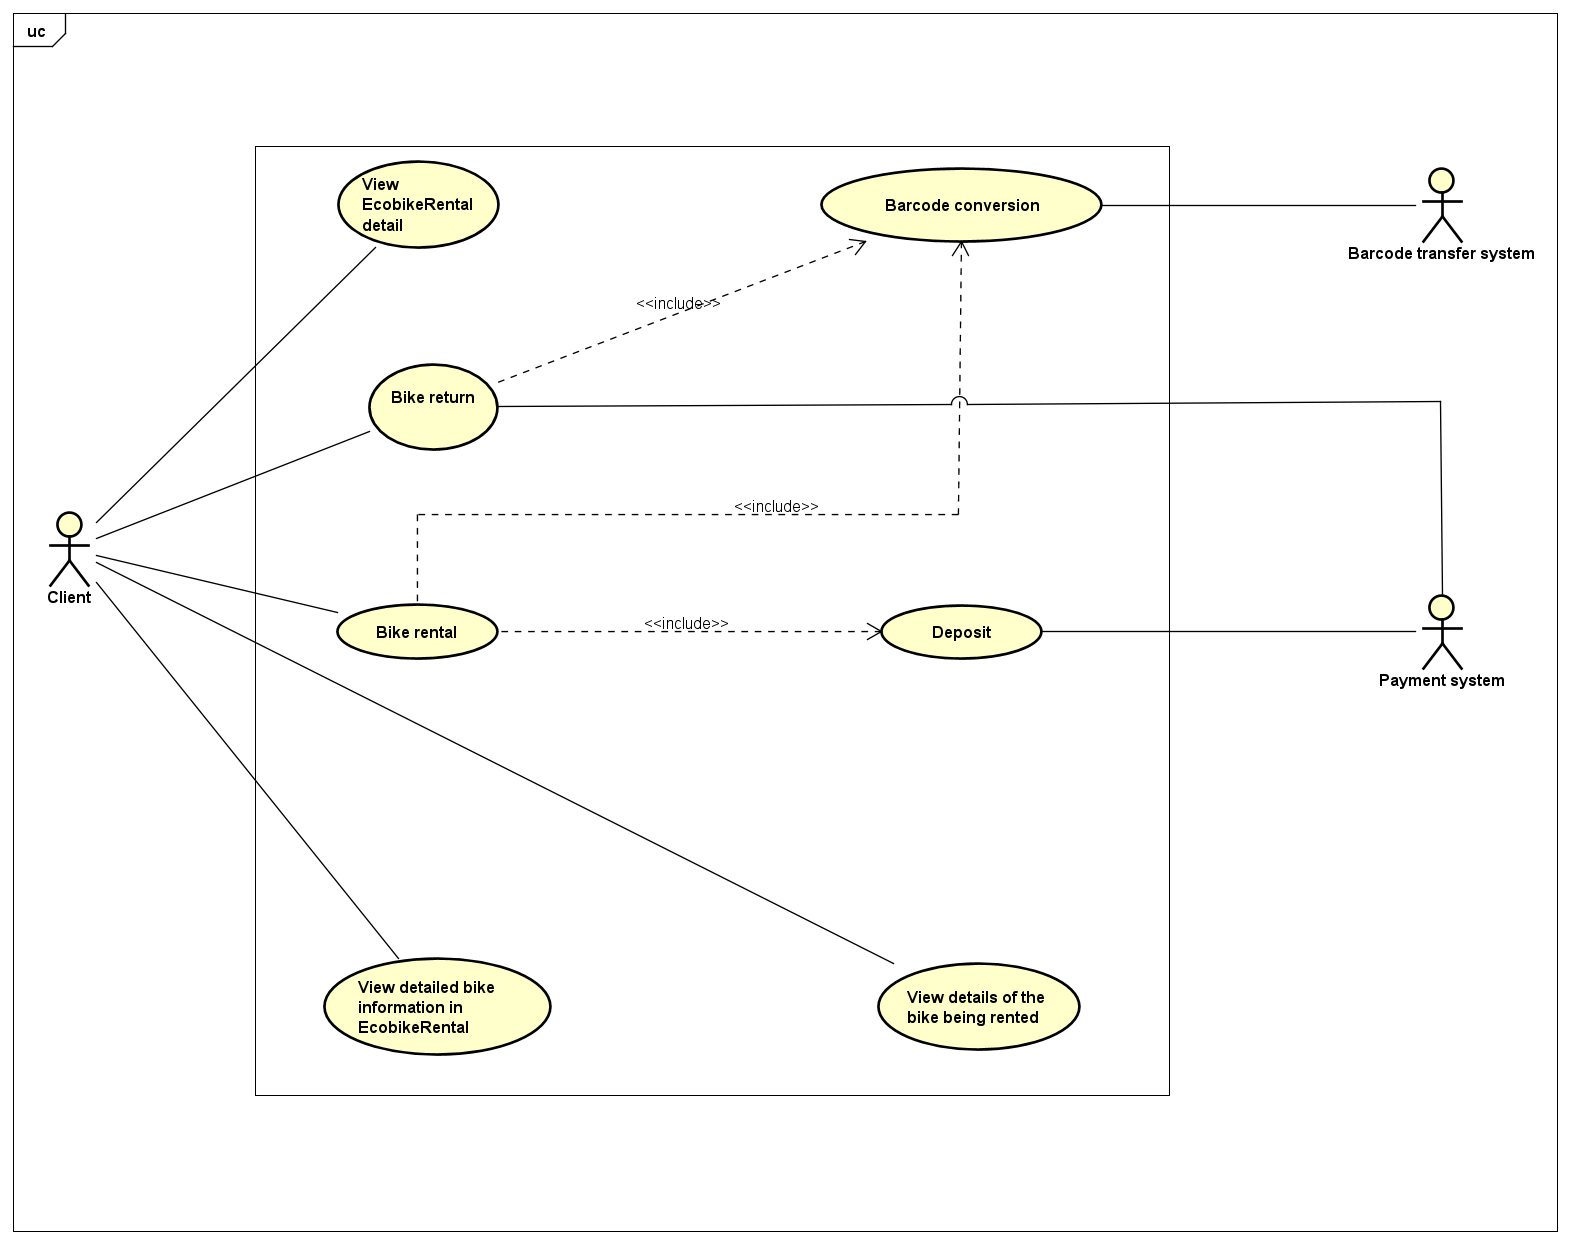 uc
View
EcobikeRental
detail
Barcode conversion
Barcode transfer system
<<include>>
Bike return
<<include>>
Client
Bike rental
<<include>>
Deposit
Payment system
View detailed bike
information in
EcobikeRental
View details of the
bike being rented